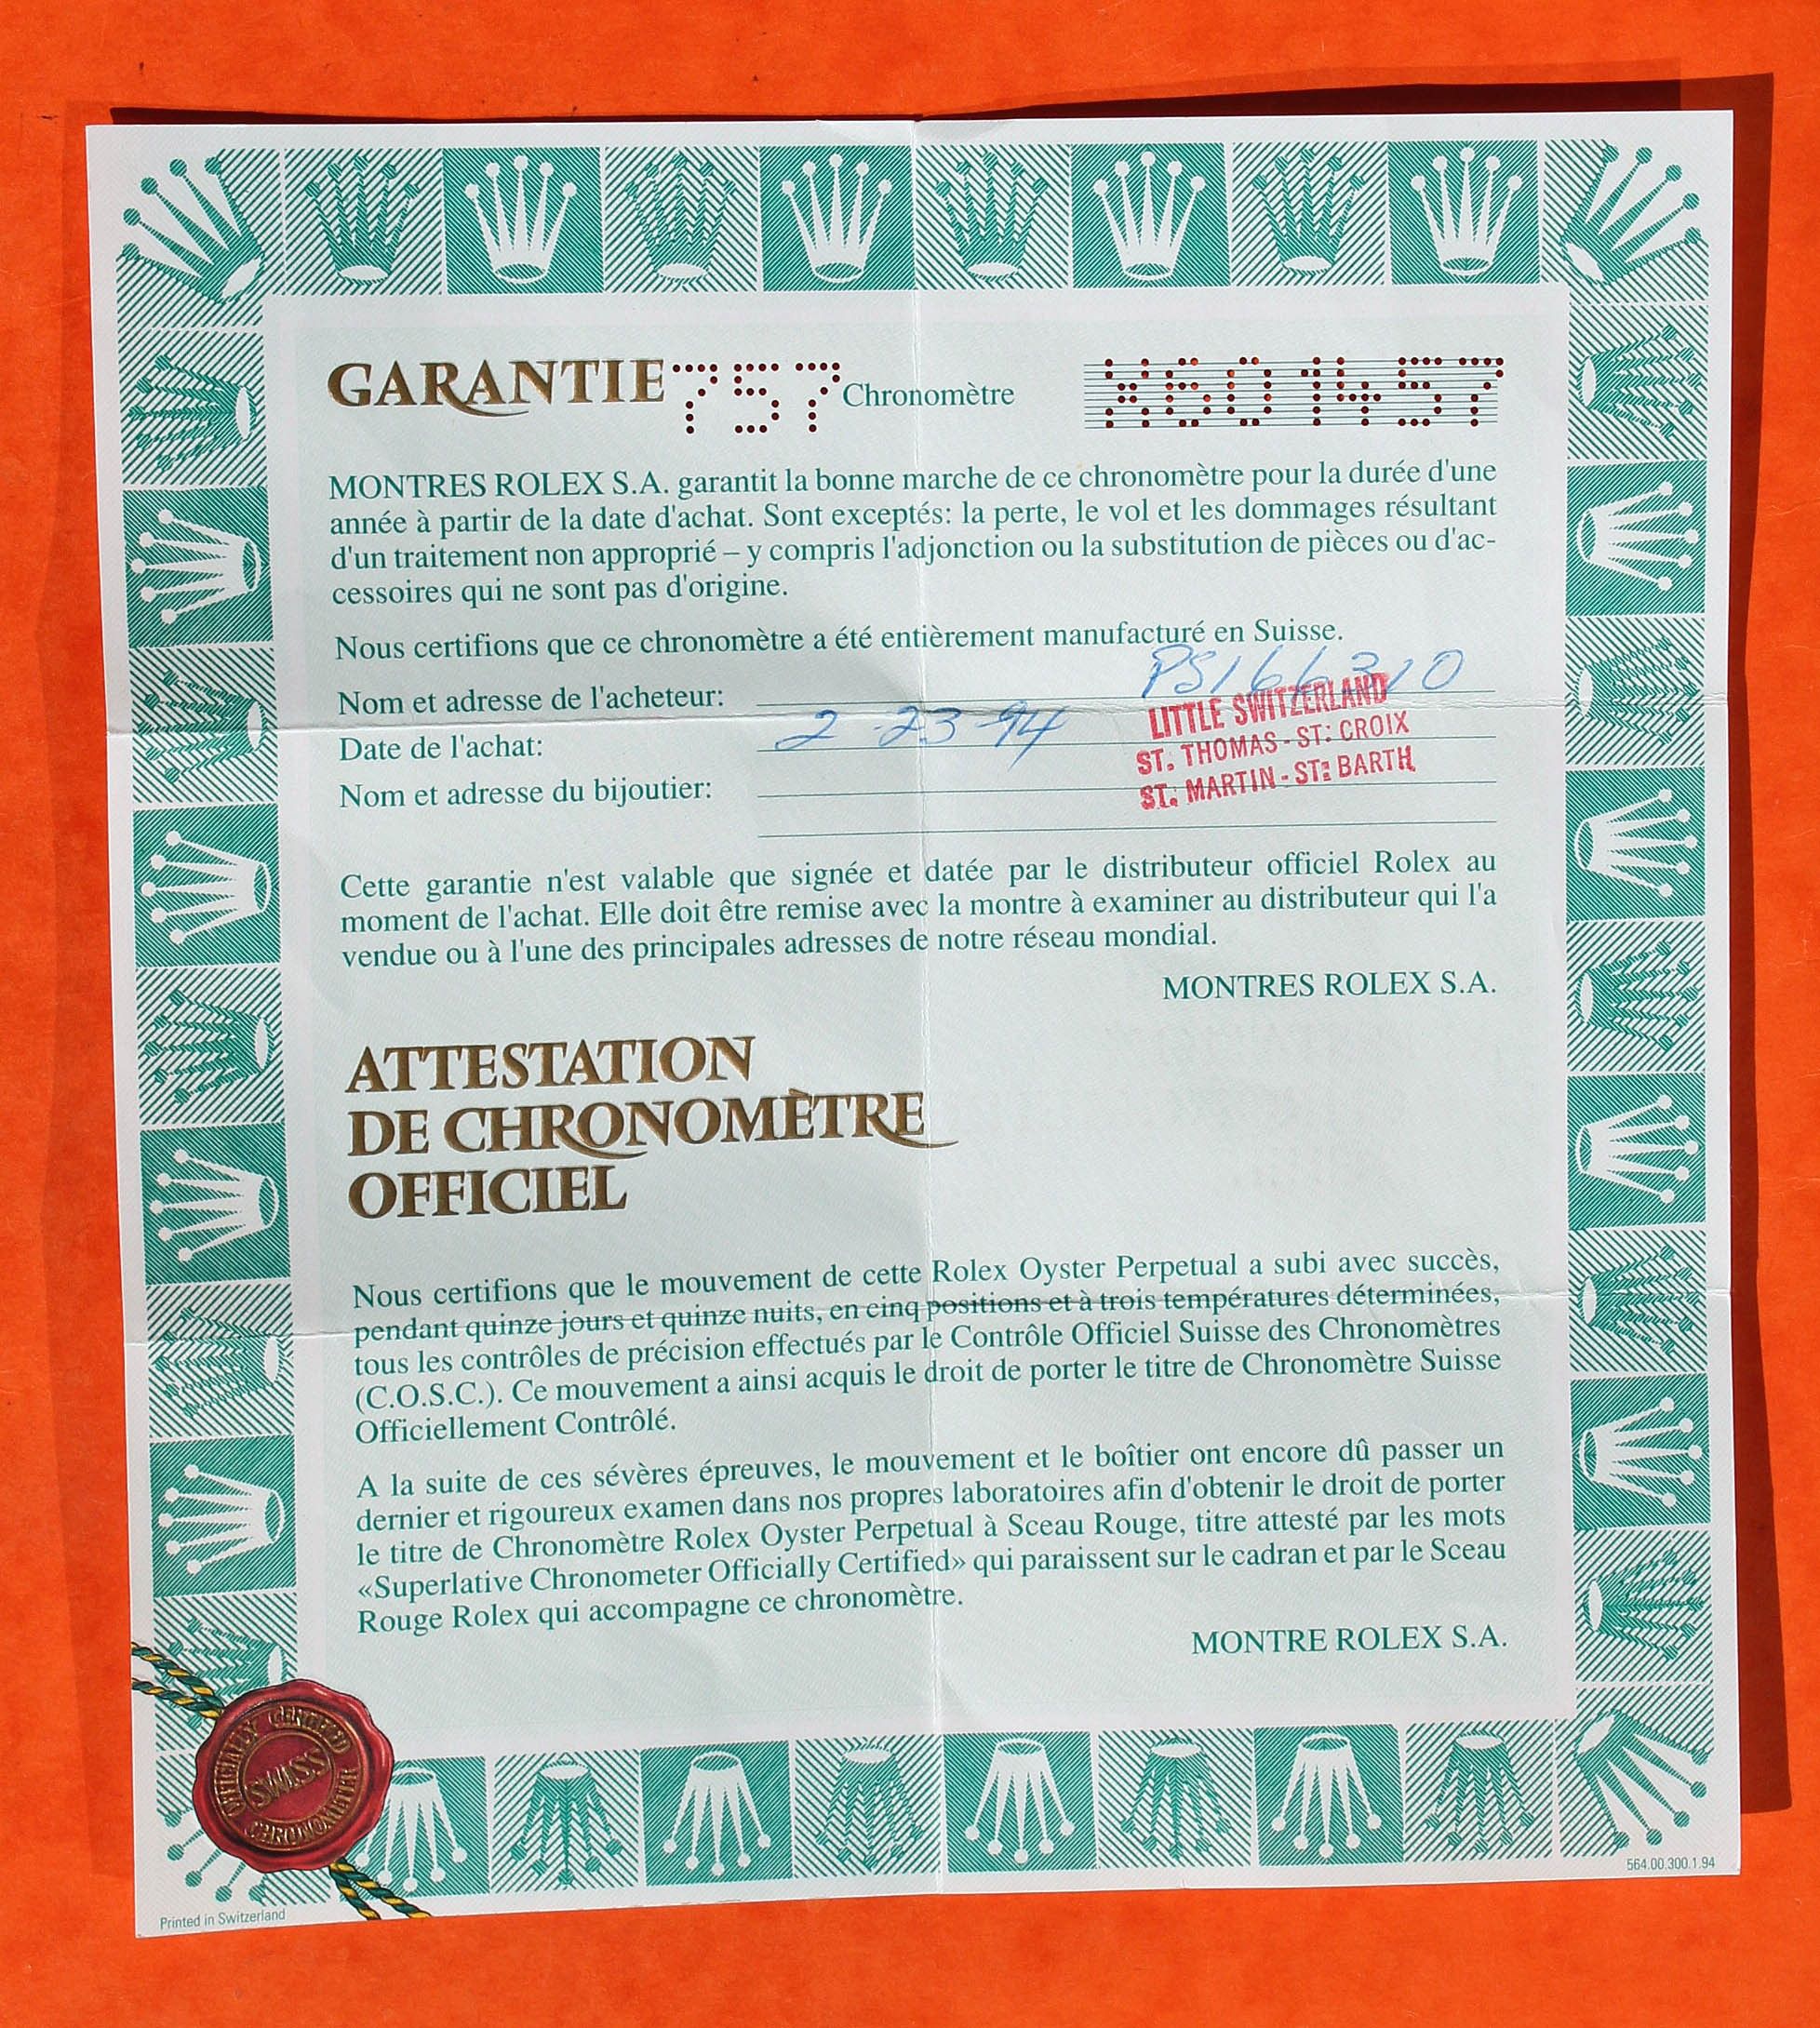 GARANTIE 757 Chronomètre X601457
MONTRES ROLEX S.A. garantit la bonne marche de ce chronomètre pour la durée d'une
année à partir de la date d'achat. Sont exceptés: la perte, le vol et les dommages résultant
d'un traitement non approprié – y compris l'adjonction ou la substitution de pièces ou d'ac-
cessoires qui ne sont pas d'origine.
Nous certifions que ce chronomètre a été entièrement manufacturé en Suisse.
PS166310
Nom et adresse de l'acheteur:
LITTLE SWITZERLAND
Date de l'achat: 2-23-94
ST. THOMAS - ST: CROIX
ST. MARTIN - ST: BARTH
Nom et adresse du bijoutier:
Cette garantie n'est valable que signée et datée par le distributeur officiel Rolex au
moment de l'achat. Elle doit être remise avec la montre à examiner au distributeur qui l'a
vendue ou à l'une des principales adresses de notre réseau mondial.
MONTRES ROLEX S.A.
ATTESTATION
DE CHRONOMÈTRE
OFFICIEL
Nous certifions que le mouvement de cette Rolex Oyster Perpetual a subi avec succès,
pendant quinze jours et quinze nuits, en cinq positions et à trois températures déterminées,
tous les contrôles de précision effectués par le Contrôle Officiel Suisse des Chronomètres
(C.O.S.C.). Ce mouvement a ainsi acquis le droit de porter le titre de Chronomètre Suisse
Officiellement Contrôlé.
A la suite de ces sévères épreuves, le mouvement et le boîtier ont encore dû passer un
dernier et rigoureux examen dans nos propres laboratoires afin d'obtenir le droit de porter
le titre de Chronomètre Rolex Oyster Perpetual à Sceau Rouge, titre attesté par les mots
«Superlative Chronometer Officially Certified» qui paraissent sur le cadran et par le Sceau
Rouge Rolex qui accompagne ce chronomètre.
MONTRE ROLEX S.A.
OFFICIALLY CERTIFIED
SWISS
CHRONOMETER
564.00.300.1.94
Printed in Switzerland